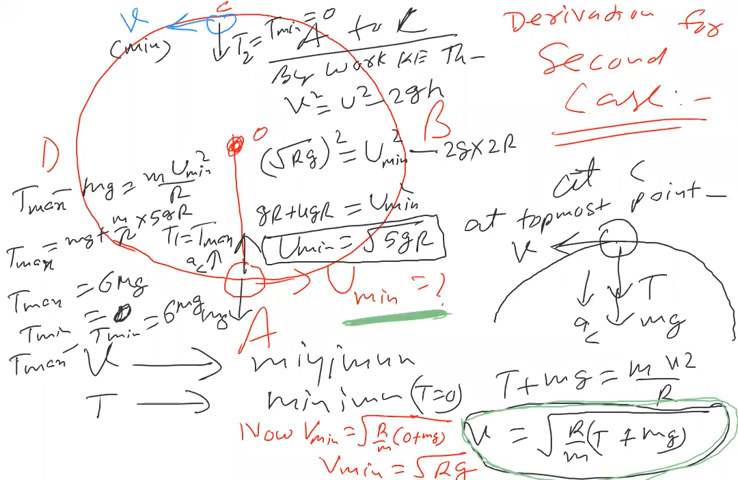 Derivation for
Second
Case:-
C
V
(min)
T2 = Tmin = 0
A to C
By work KE Th-
V² = U² - 2gh
(√Rg)² = Umin² - 2g×2R
gR + 4gR = Umin²
Umin = √5gR
B
D
O
Tmax - mg = m Umin²/R
Tmax = mg + m/R × 5gR
Tmax = 6mg
Tmin = 0
Tmax - Tmin = 6mg
T1 = Tmax
ac
mg
A
Umin = ?
V → minimum
T → minimum (T=0)
Now Vmin = √R/m (0+mg)
Vmin = √Rg
at C
point-
at topmost
V
C
T
ac
mg
T + mg = m V²/R
V = √R/m (T + mg)